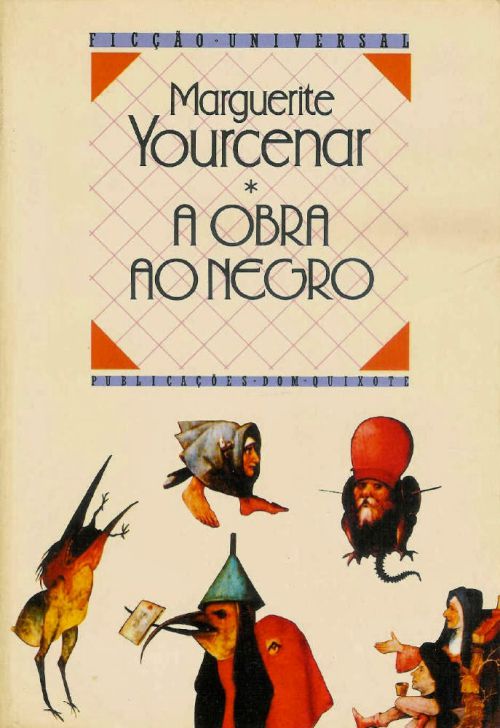 FICÇÃO·UNIVERSAL
Marguerite
Yourcenar
*
A OBRA
AO NEGRO
PUBLICAÇÕES·DOM·QUIXOTE